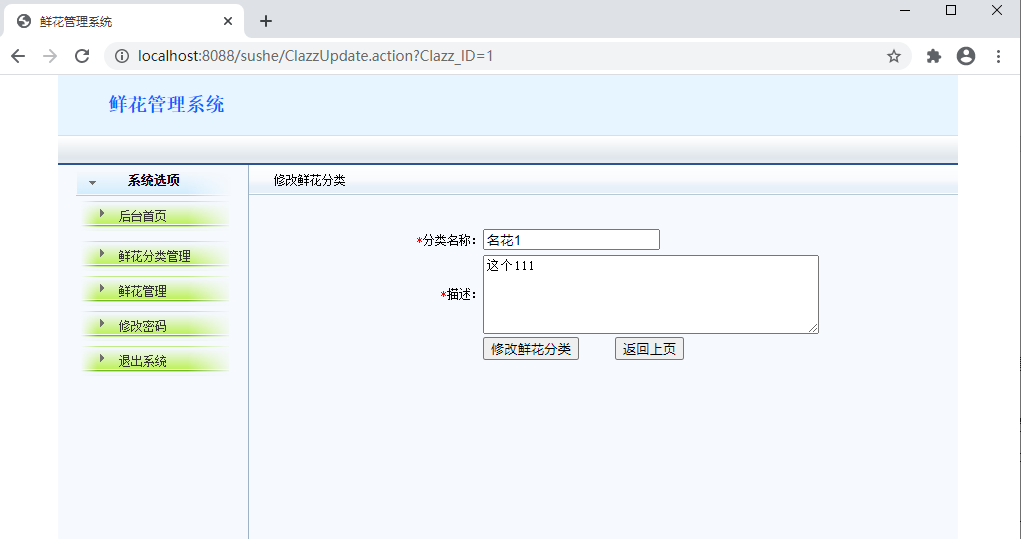 鲜花管理系统
localhost:8088/sushe/ClazzUpdate.action?Clazz_ID=1
鲜花管理系统
系统选项
修改鲜花分类
后台首页
鲜花分类管理
鲜花管理
修改密码
退出系统
*分类名称：名花1
*描述：这个111
修改鲜花分类 返回上页